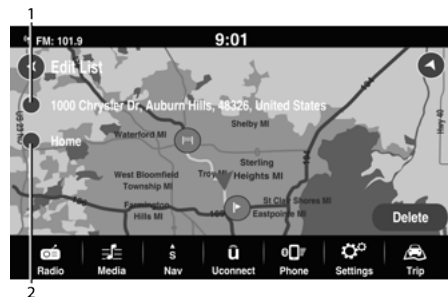 1
FM: 101.9
9:01
Edit List
1000 Chrysler Dr, Auburn Hills, 48326, United States
Home
Waterford MI
Shelby MI
Sterling
Heights MI
West Bloomfield
Township MI
Troy MI
Farmington
Hills MI
St Clair Shores MI
Eastpointe MI
Hwy 40
Delete
Radio
Media
S
Nav
Uconnect
Phone
Settings
Trip
2